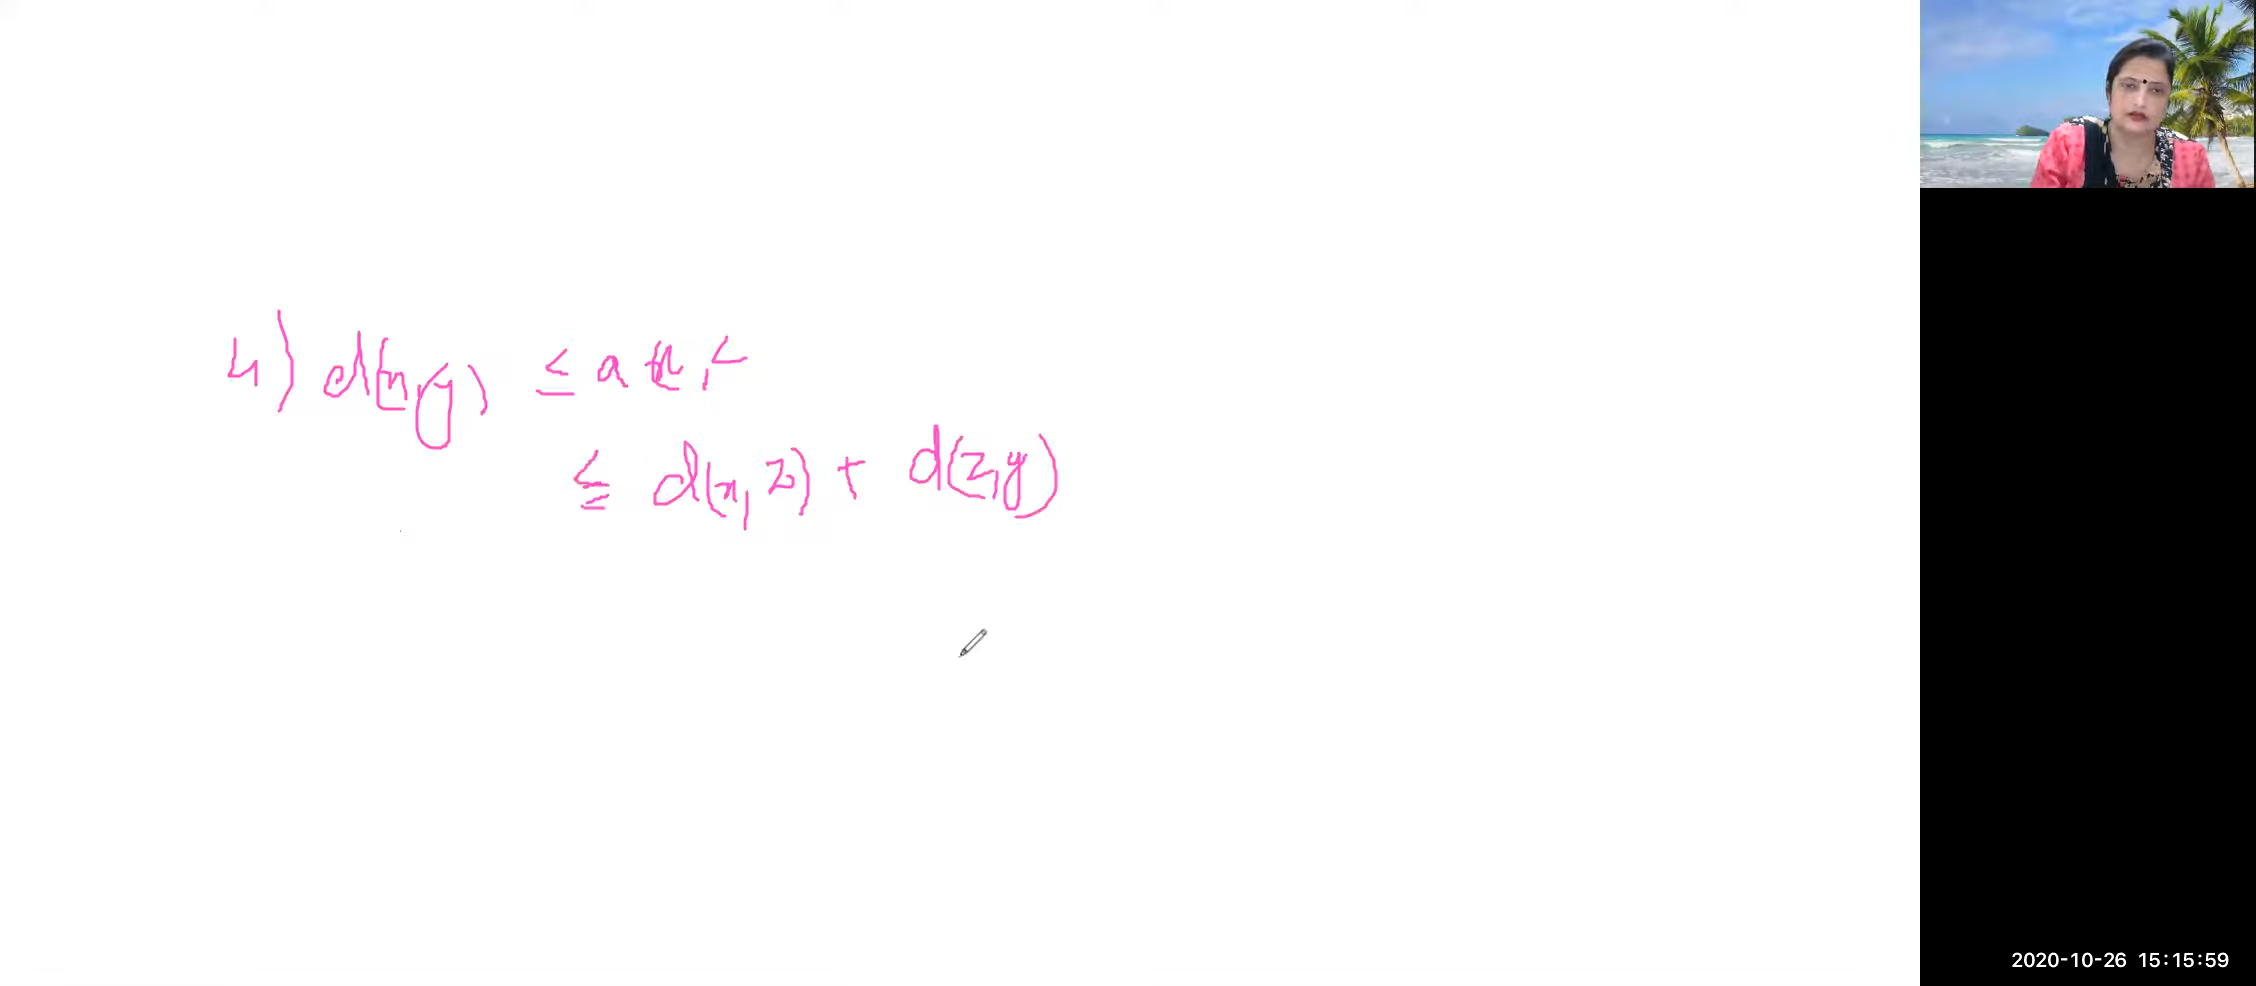 4) d(x,y) ≤ a x,<
≤ d(x,z) + d(z,y)
2020-10-26 15:15:59